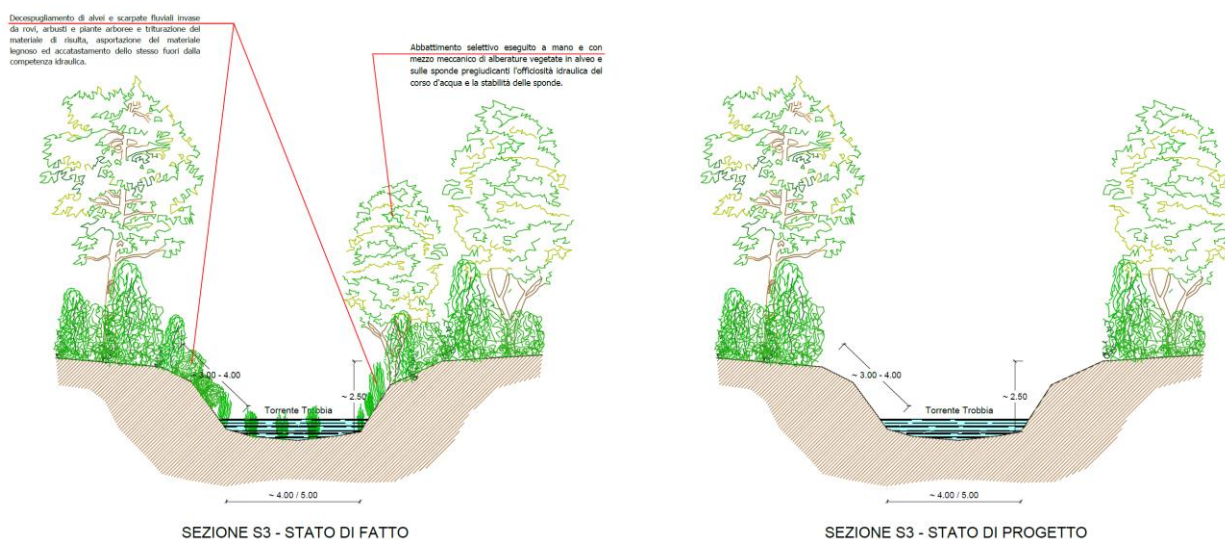 Decespugliamento di alvei e scarpate fluviali invase
da rovi, arbusti e piante arboree e triturazione del
materiale di risulta, asportazione del materiale
legnoso ed accatastamento dello stesso fuori dalla
competenza idraulica.
Abbattimento selettivo eseguito a mano e con
mezzo meccanico di alberature vegetate in alveo e
sulle sponde pregiudicanti l'officiosità idraulica del
corso d'acqua e la stabilità delle sponde.
~ 3.00 - 4.00
~ 2.50
Torrente Trobbia
~ 4.00 / 5.00
SEZIONE S3 - STATO DI FATTO
~ 3.00 - 4.00
~ 2.50
Torrente Trobbia
~ 4.00 / 5.00
SEZIONE S3 - STATO DI PROGETTO